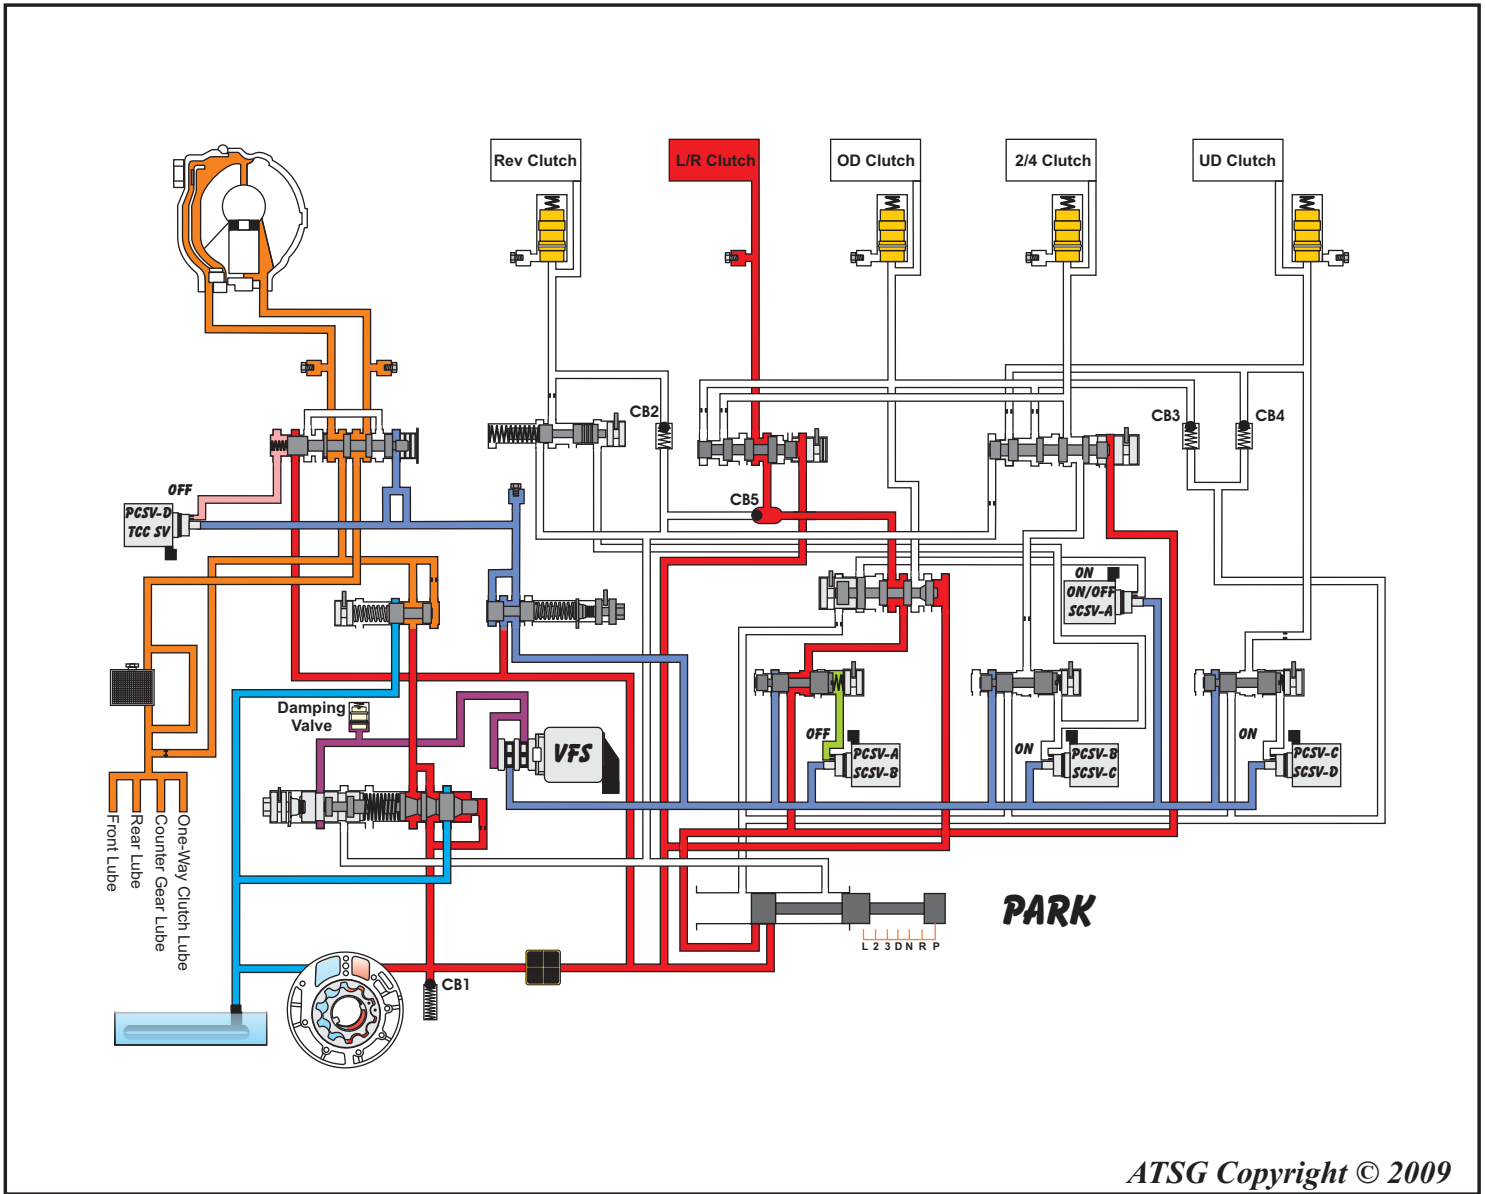 Rev Clutch
L/R Clutch
OD Clutch
2/4 Clutch
UD Clutch
CB2
CB3
CB4
OFF
PCSV-D
TCC SV
CB5
ON
ON/OFF
SCSV-A
Damping
Valve
VFS
OFF
PCSV-A
SCSV-B
ON
PCSV-B
SCSV-C
ON
PCSV-C
SCSV-D
Front Lube
Rear Lube
Counter Gear Lube
One-Way Clutch Lube
PARK
L 2 3 D N R P
CB1
ATSG Copyright © 2009